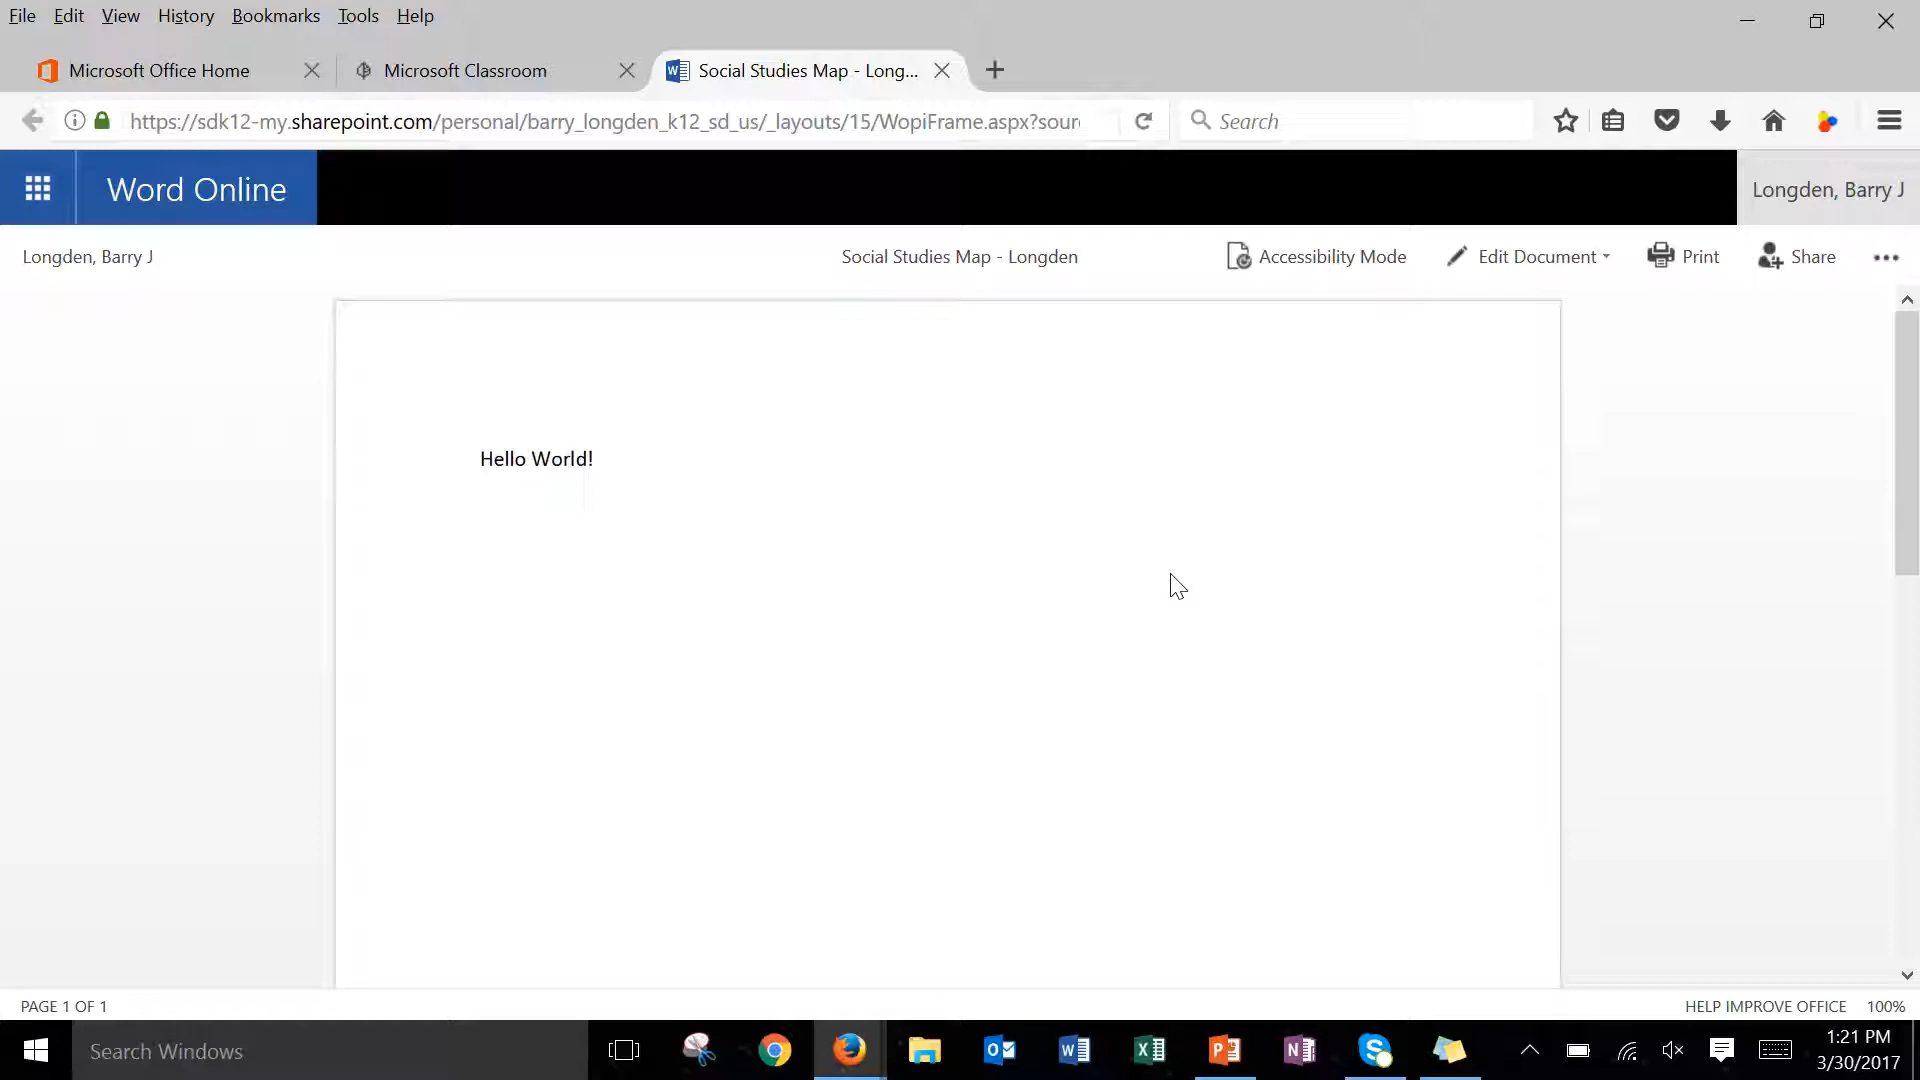 File Edit View History Bookmarks Tools Help
Microsoft Office Home Microsoft Classroom Social Studies Map - Long...
https://sdk12-my.sharepoint.com/personal/barry_longden_k12_sd_us/_layouts/15/WopiFrame.aspx?sour Search
Word Online Longden, Barry J
Longden, Barry J Social Studies Map - Longden Accessibility Mode Edit Document Print Share
Hello World!
PAGE 1 OF 1 HELP IMPROVE OFFICE 100%
Search Windows 1:21 PM
3/30/2017